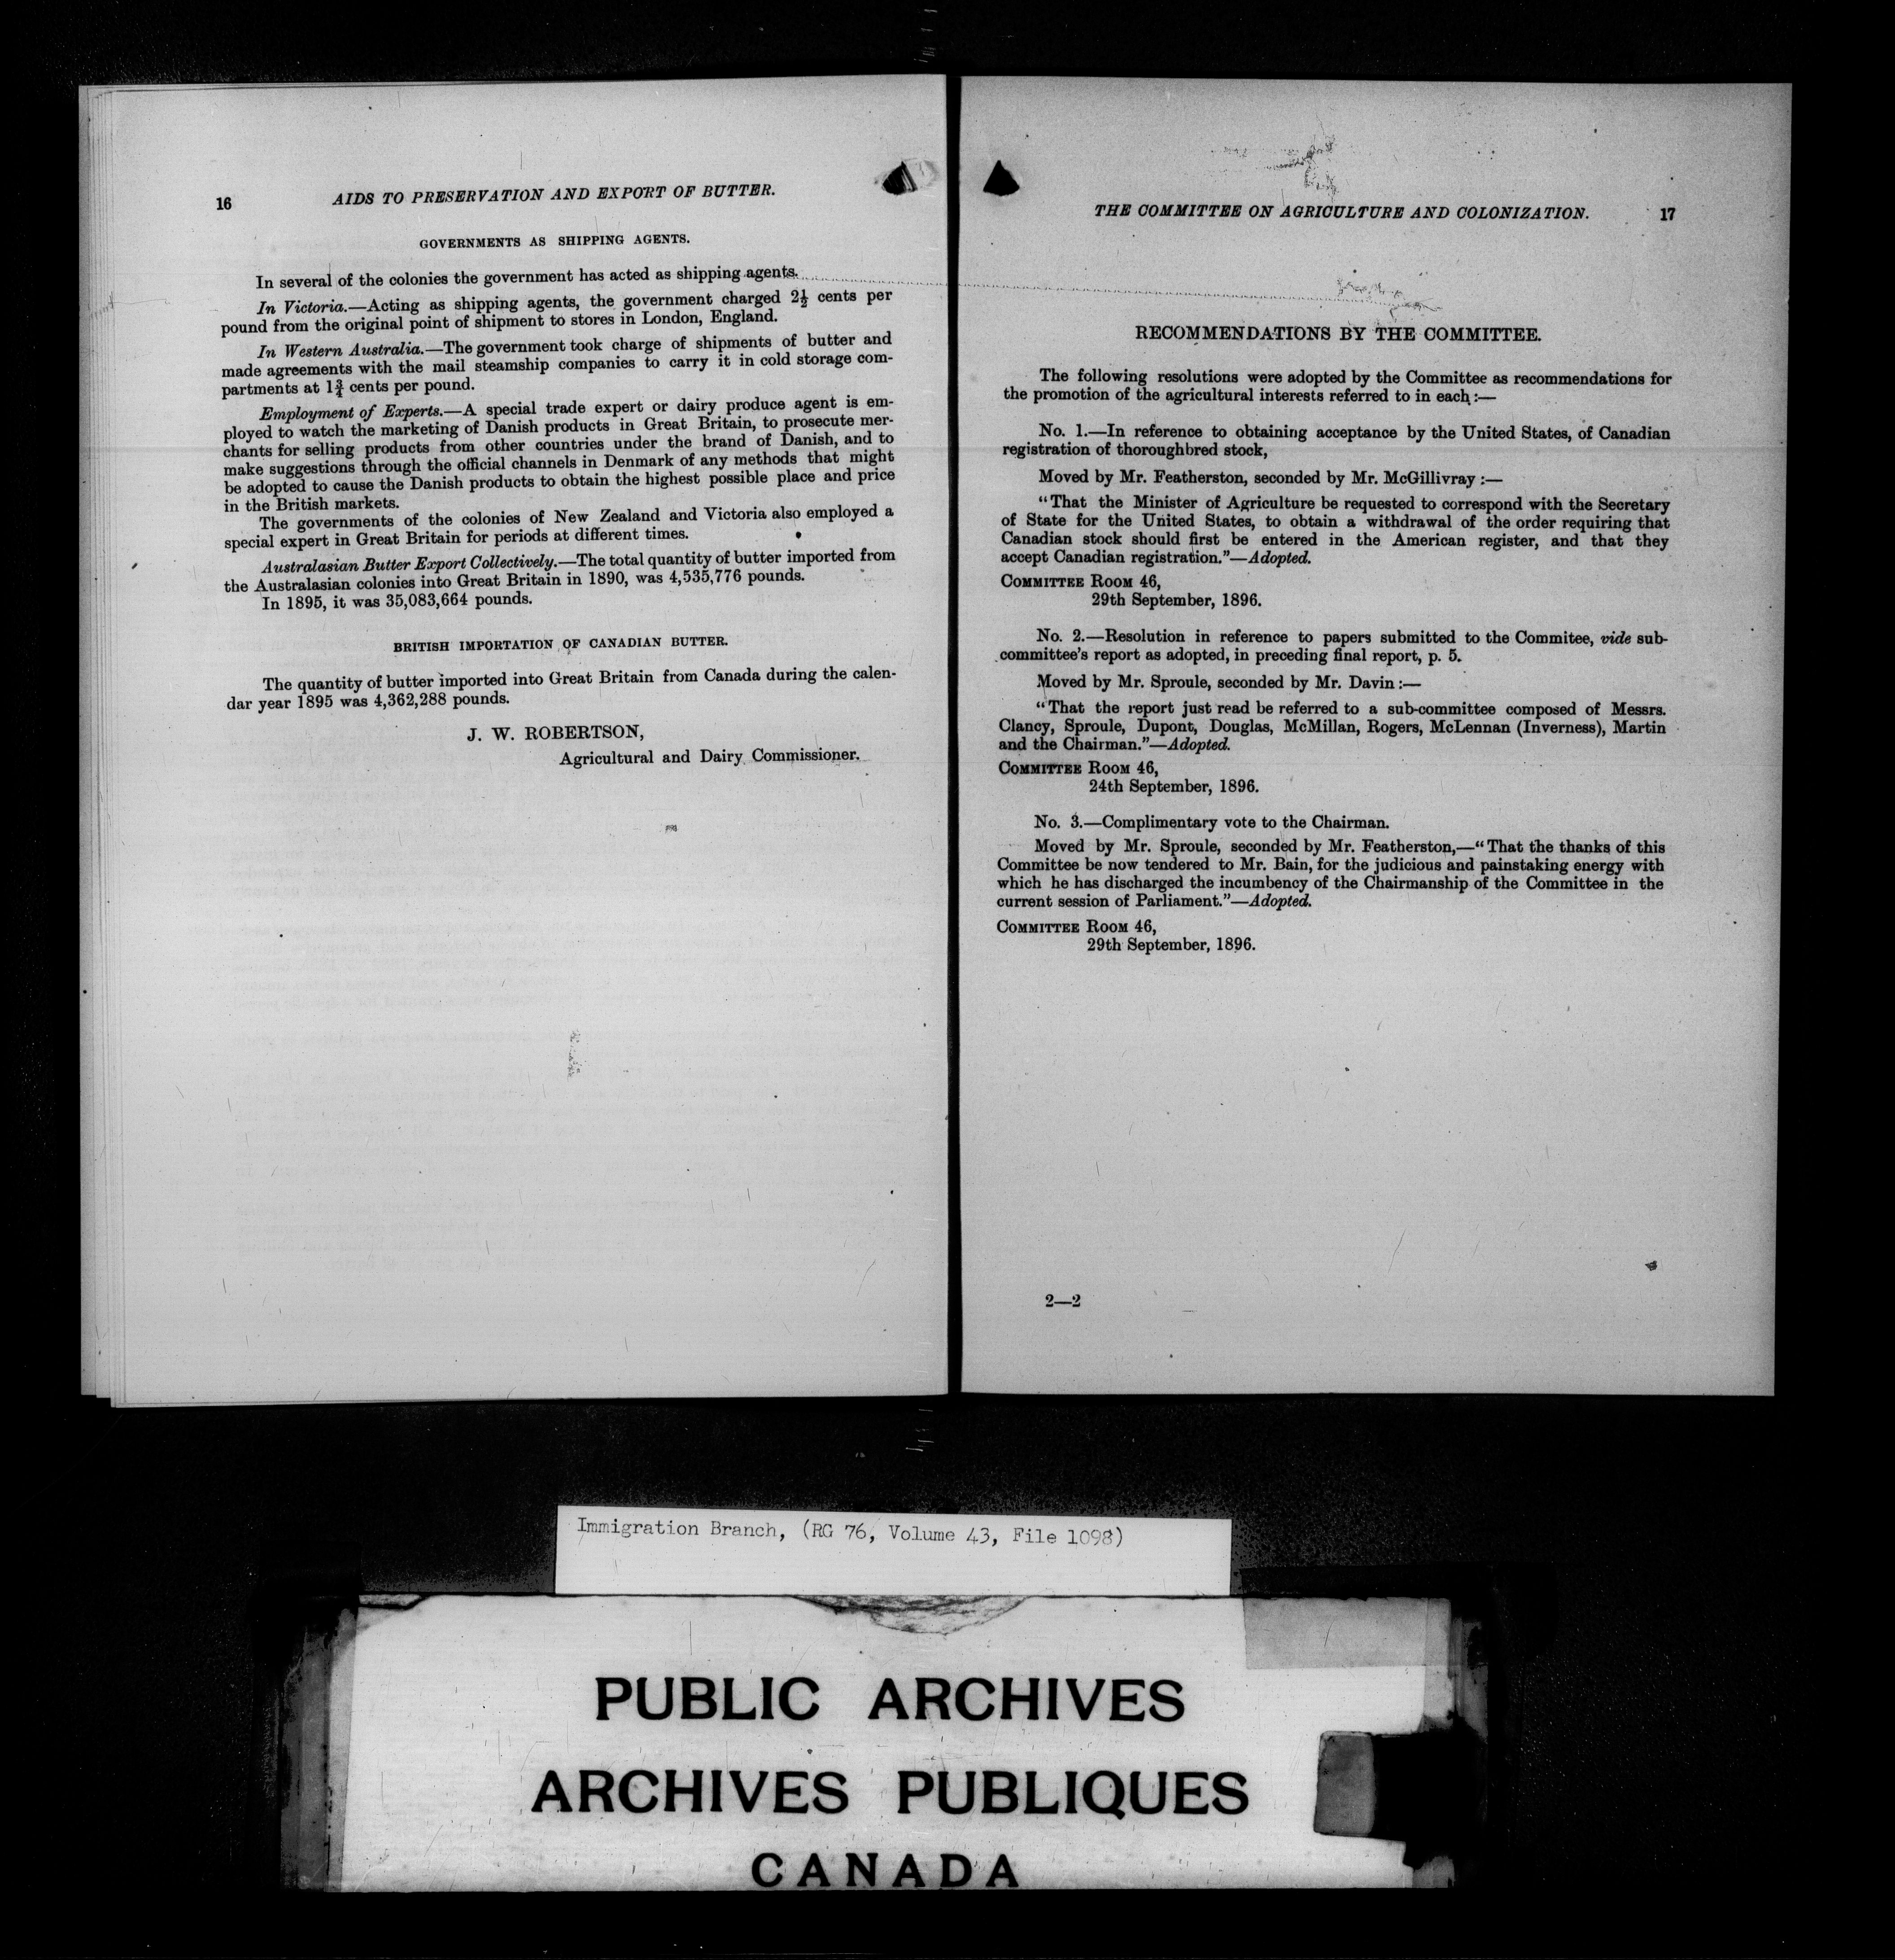 16
AIDS TO PRESERVATION AND EXPORT OF BUTTER.
GOVERNMENTS AS SHIPPING AGENTS.
In several of the colonies the government has acted as shipping agents.
In Victoria.—Acting as shipping agents, the government charged 2½ cents per
pound from the original point of shipment to stores in London, England.
In Western Australia.—The government took charge of shipments of butter and
made agreements with the mail steamship companies to carry it in cold storage com-
partments at 1¾ cents per pound.
Employment of Experts.—A special trade expert or dairy produce agent is em-
ployed to watch the marketing of Danish products in Great Britain, to prosecute mer-
chants for selling products from other countries under the brand of Danish, and to
make suggestions through the official channels in Denmark of any methods that might
be adopted to cause the Danish products to obtain the highest possible place and price
in the British markets.
The governments of the colonies of New Zealand and Victoria also employed a
special expert in Great Britain for periods at different times.
Australasian Butter Export Collectively.—The total quantity of butter imported from
the Australasian colonies into Great Britain in 1890, was 4,535,776 pounds.
In 1895, it was 35,083,664 pounds.
BRITISH IMPORTATION OF CANADIAN BUTTER.
The quantity of butter imported into Great Britain from Canada during the calen-
dar year 1895 was 4,362,288 pounds.
J. W. ROBERTSON,
Agricultural and Dairy Commissioner.
THE COMMITTEE ON AGRICULTURE AND COLONIZATION.
17
RECOMMENDATIONS BY THE COMMITTEE.
The following resolutions were adopted by the Committee as recommendations for
the promotion of the agricultural interests referred to in each :—
No. 1.—In reference to obtaining acceptance by the United States, of Canadian
registration of thoroughbred stock,
Moved by Mr. Featherston, seconded by Mr. McGillivray :—
"That the Minister of Agriculture be requested to correspond with the Secretary
of State for the United States, to obtain a withdrawal of the order requiring that
Canadian stock should first be entered in the American register, and that they
accept Canadian registration."—Adopted.
COMMITTEE ROOM 46,
29th September, 1896.
No. 2.—Resolution in reference to papers submitted to the Commitee, vide sub-
committee's report as adopted, in preceding final report, p. 5.
Moved by Mr. Sproule, seconded by Mr. Davin :—
"That the report just read be referred to a sub-committee composed of Messrs.
Clancy, Sproule, Dupont, Douglas, McMillan, Rogers, McLennan (Inverness), Martin
and the Chairman."—Adopted.
COMMITTEE ROOM 46,
24th September, 1896.
No. 3.—Complimentary vote to the Chairman.
Moved by Mr. Sproule, seconded by Mr. Featherston,—"That the thanks of this
Committee be now tendered to Mr. Bain, for the judicious and painstaking energy with
which he has discharged the incumbency of the Chairmanship of the Committee in the
current session of Parliament."—Adopted.
COMMITTEE ROOM 46,
29th September, 1896.
2—2
Immigration Branch, (RG 76, Volume 43, File 1098)
PUBLIC ARCHIVES
ARCHIVES PUBLIQUES
CANADA